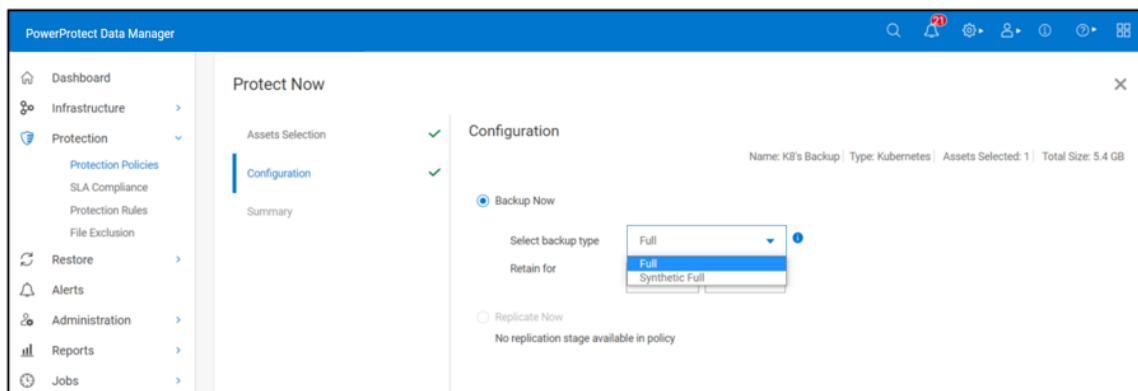 PowerProtect Data Manager
21
Dashboard
Infrastructure
Protection
Protection Policies
SLA Compliance
Protection Rules
File Exclusion
Restore
Alerts
Administration
Reports
Jobs
Protect Now
Assets Selection
Configuration
Summary
Configuration
Name: K8's Backup | Type: Kubernetes | Assets Selected: 1 | Total Size: 5.4 GB
Backup Now
Select backup type Full
Full
Synthetic Full
Retain for
Replicate Now
No replication stage available in policy